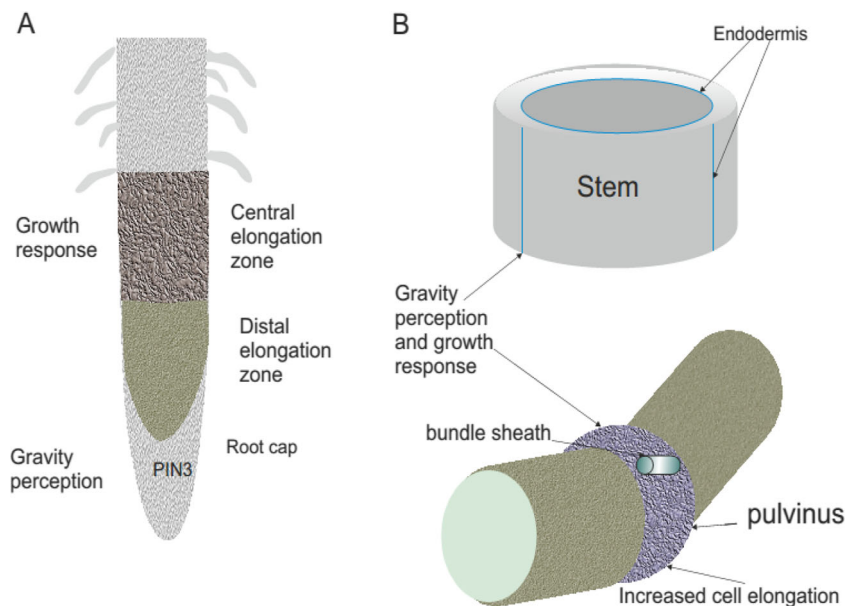 A
Growth
response
Central
elongation
zone
Distal
elongation
zone
Gravity
perception
PIN3
Root cap
B
Endodermis
Stem
Gravity
perception
and growth
response
bundle sheath
pulvinus
Increased cell elongation